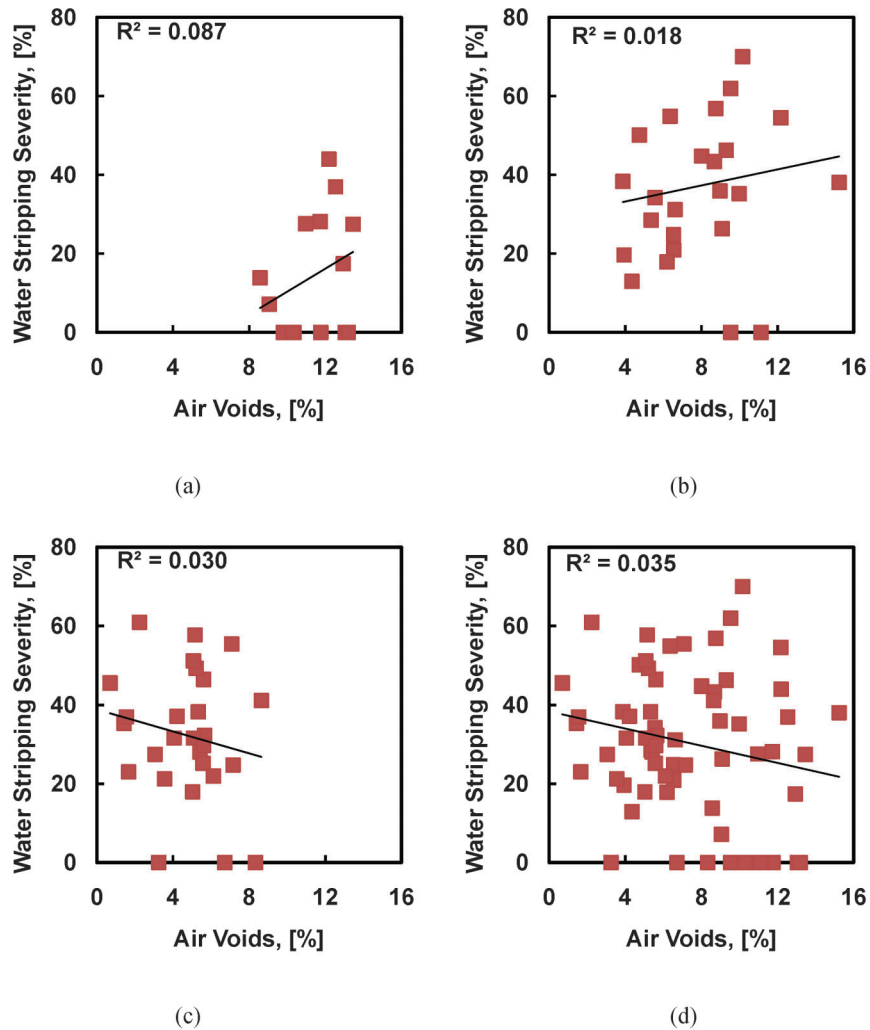 R² = 0.087
Water Stripping Severity, [%]
80
60
40
20
0
0 4 8 12 16
Air Voids, [%]
(a)
R² = 0.018
Water Stripping Severity, [%]
80
60
40
20
0
0 4 8 12 16
Air Voids, [%]
(b)
R² = 0.030
Water Stripping Severity, [%]
80
60
40
20
0
0 4 8 12 16
Air Voids, [%]
(c)
R² = 0.035
Water Stripping Severity, [%]
80
60
40
20
0
0 4 8 12 16
Air Voids, [%]
(d)